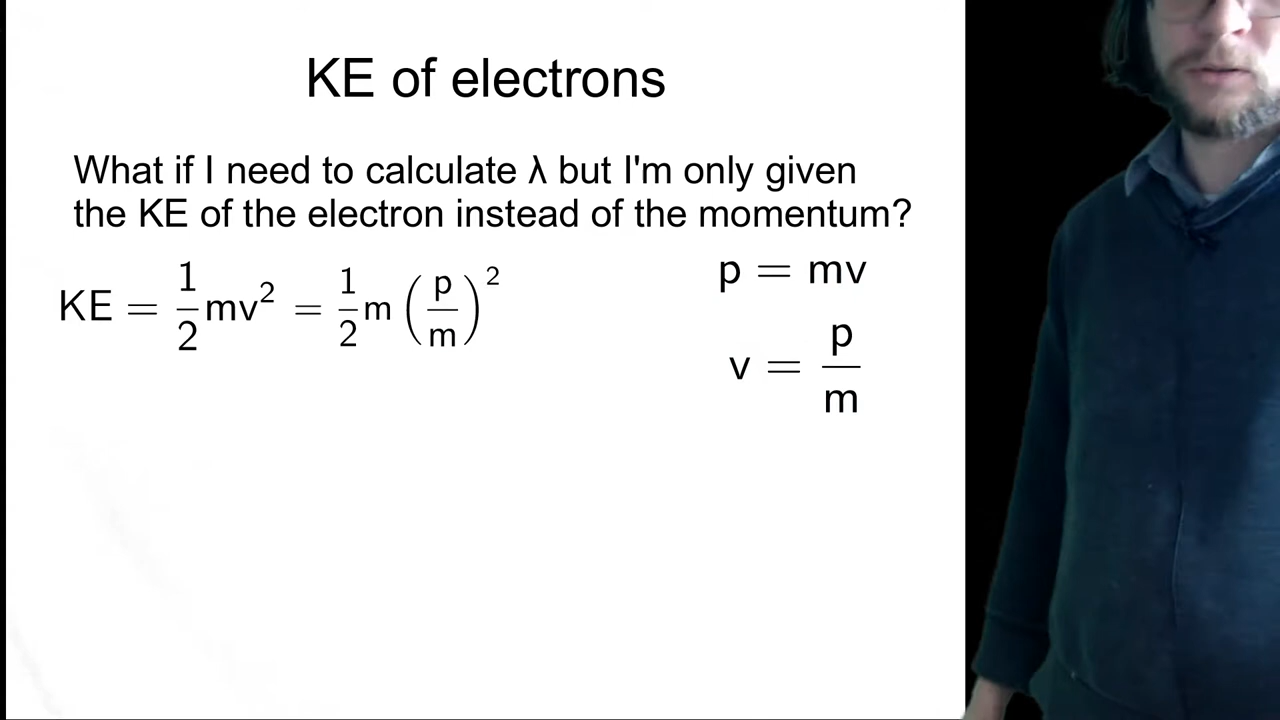 KE of electrons
What if I need to calculate λ but I'm only given
the KE of the electron instead of the momentum?
KE = 1/2 mv² = 1/2 m (p/m)²
p = mv
v = p/m